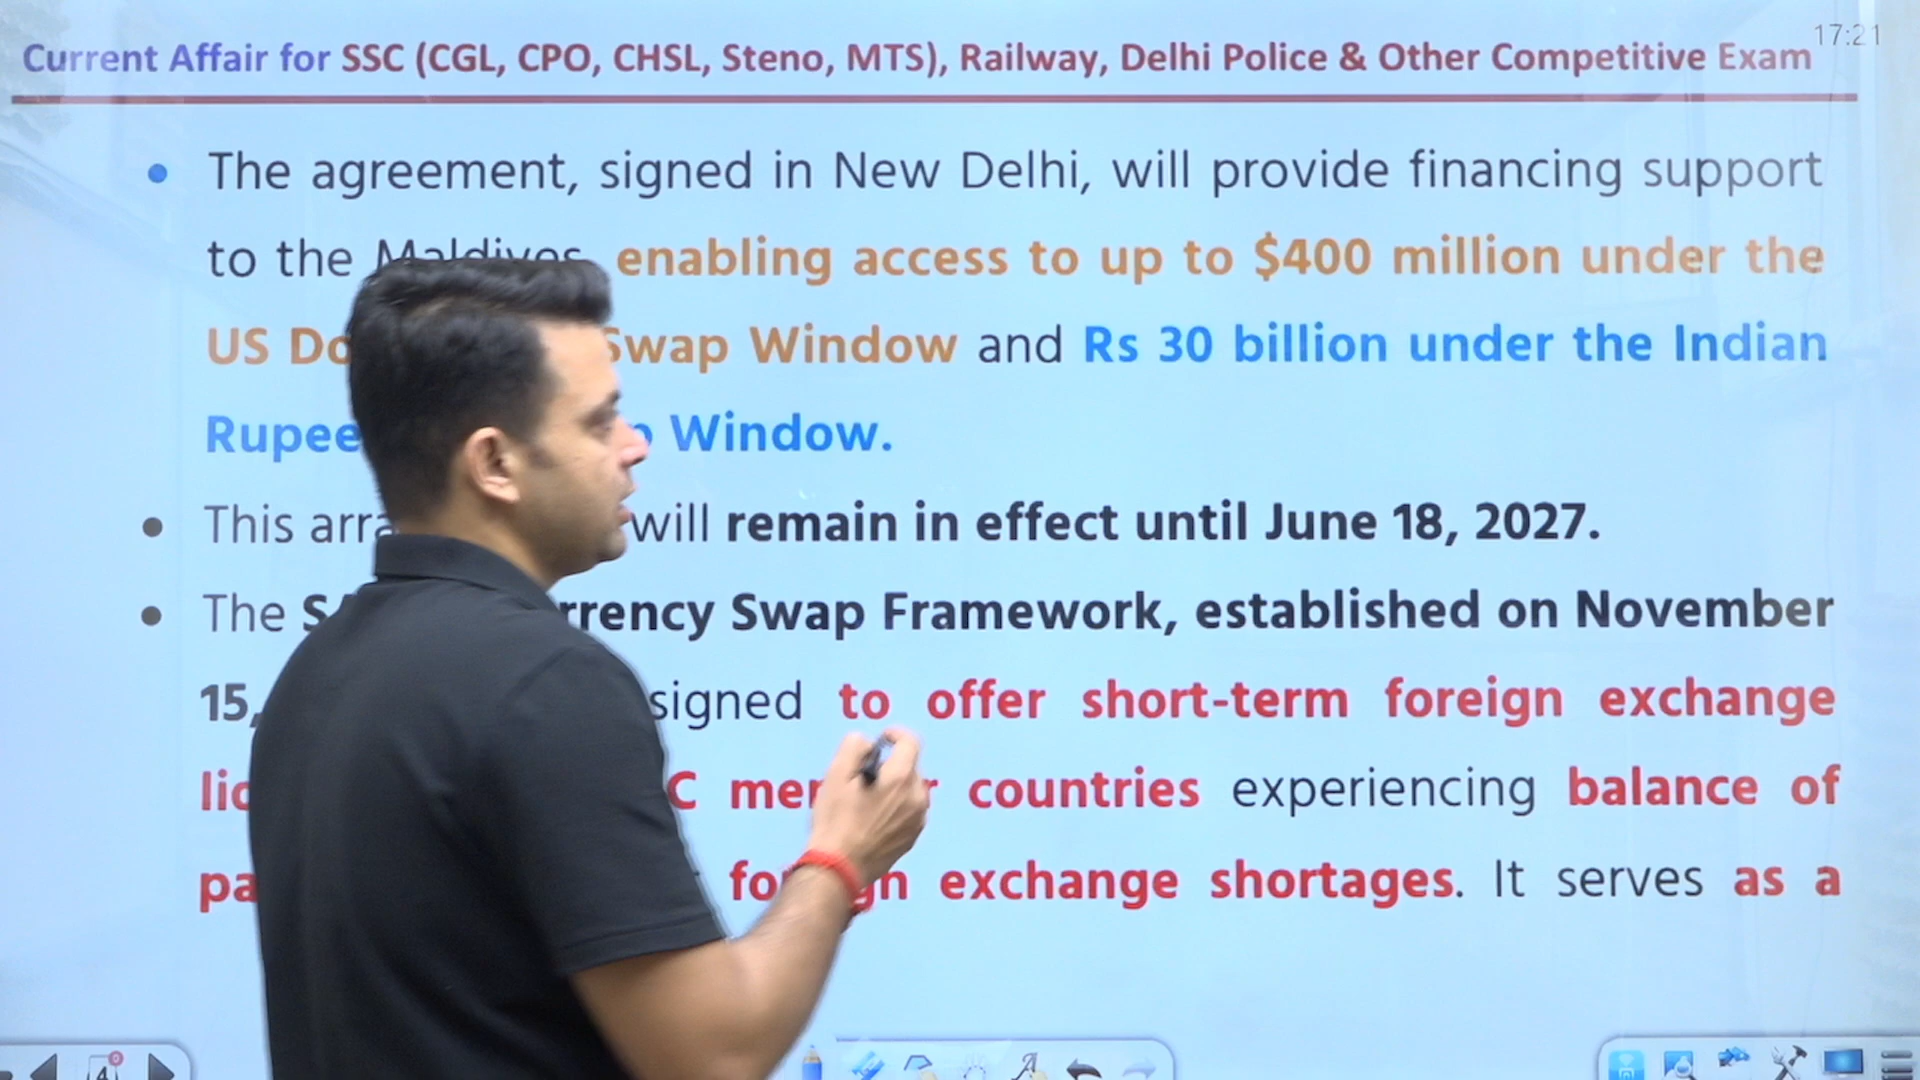 17:21
Current Affair for SSC (CGL, CPO, CHSL, Steno, MTS), Railway, Delhi Police & Other Competitive Exam
The agreement, signed in New Delhi, will provide financing support
to the Maldives, enabling access to up to $400 million under the
US Swap Window and Rs 30 billion under the Indian
Rupee Window.
This will remain in effect until June 18, 2027.
The Swap Framework, established on November
15, to offer short-term foreign exchange
countries experiencing balance of
foreign exchange shortages. It serves as a
4